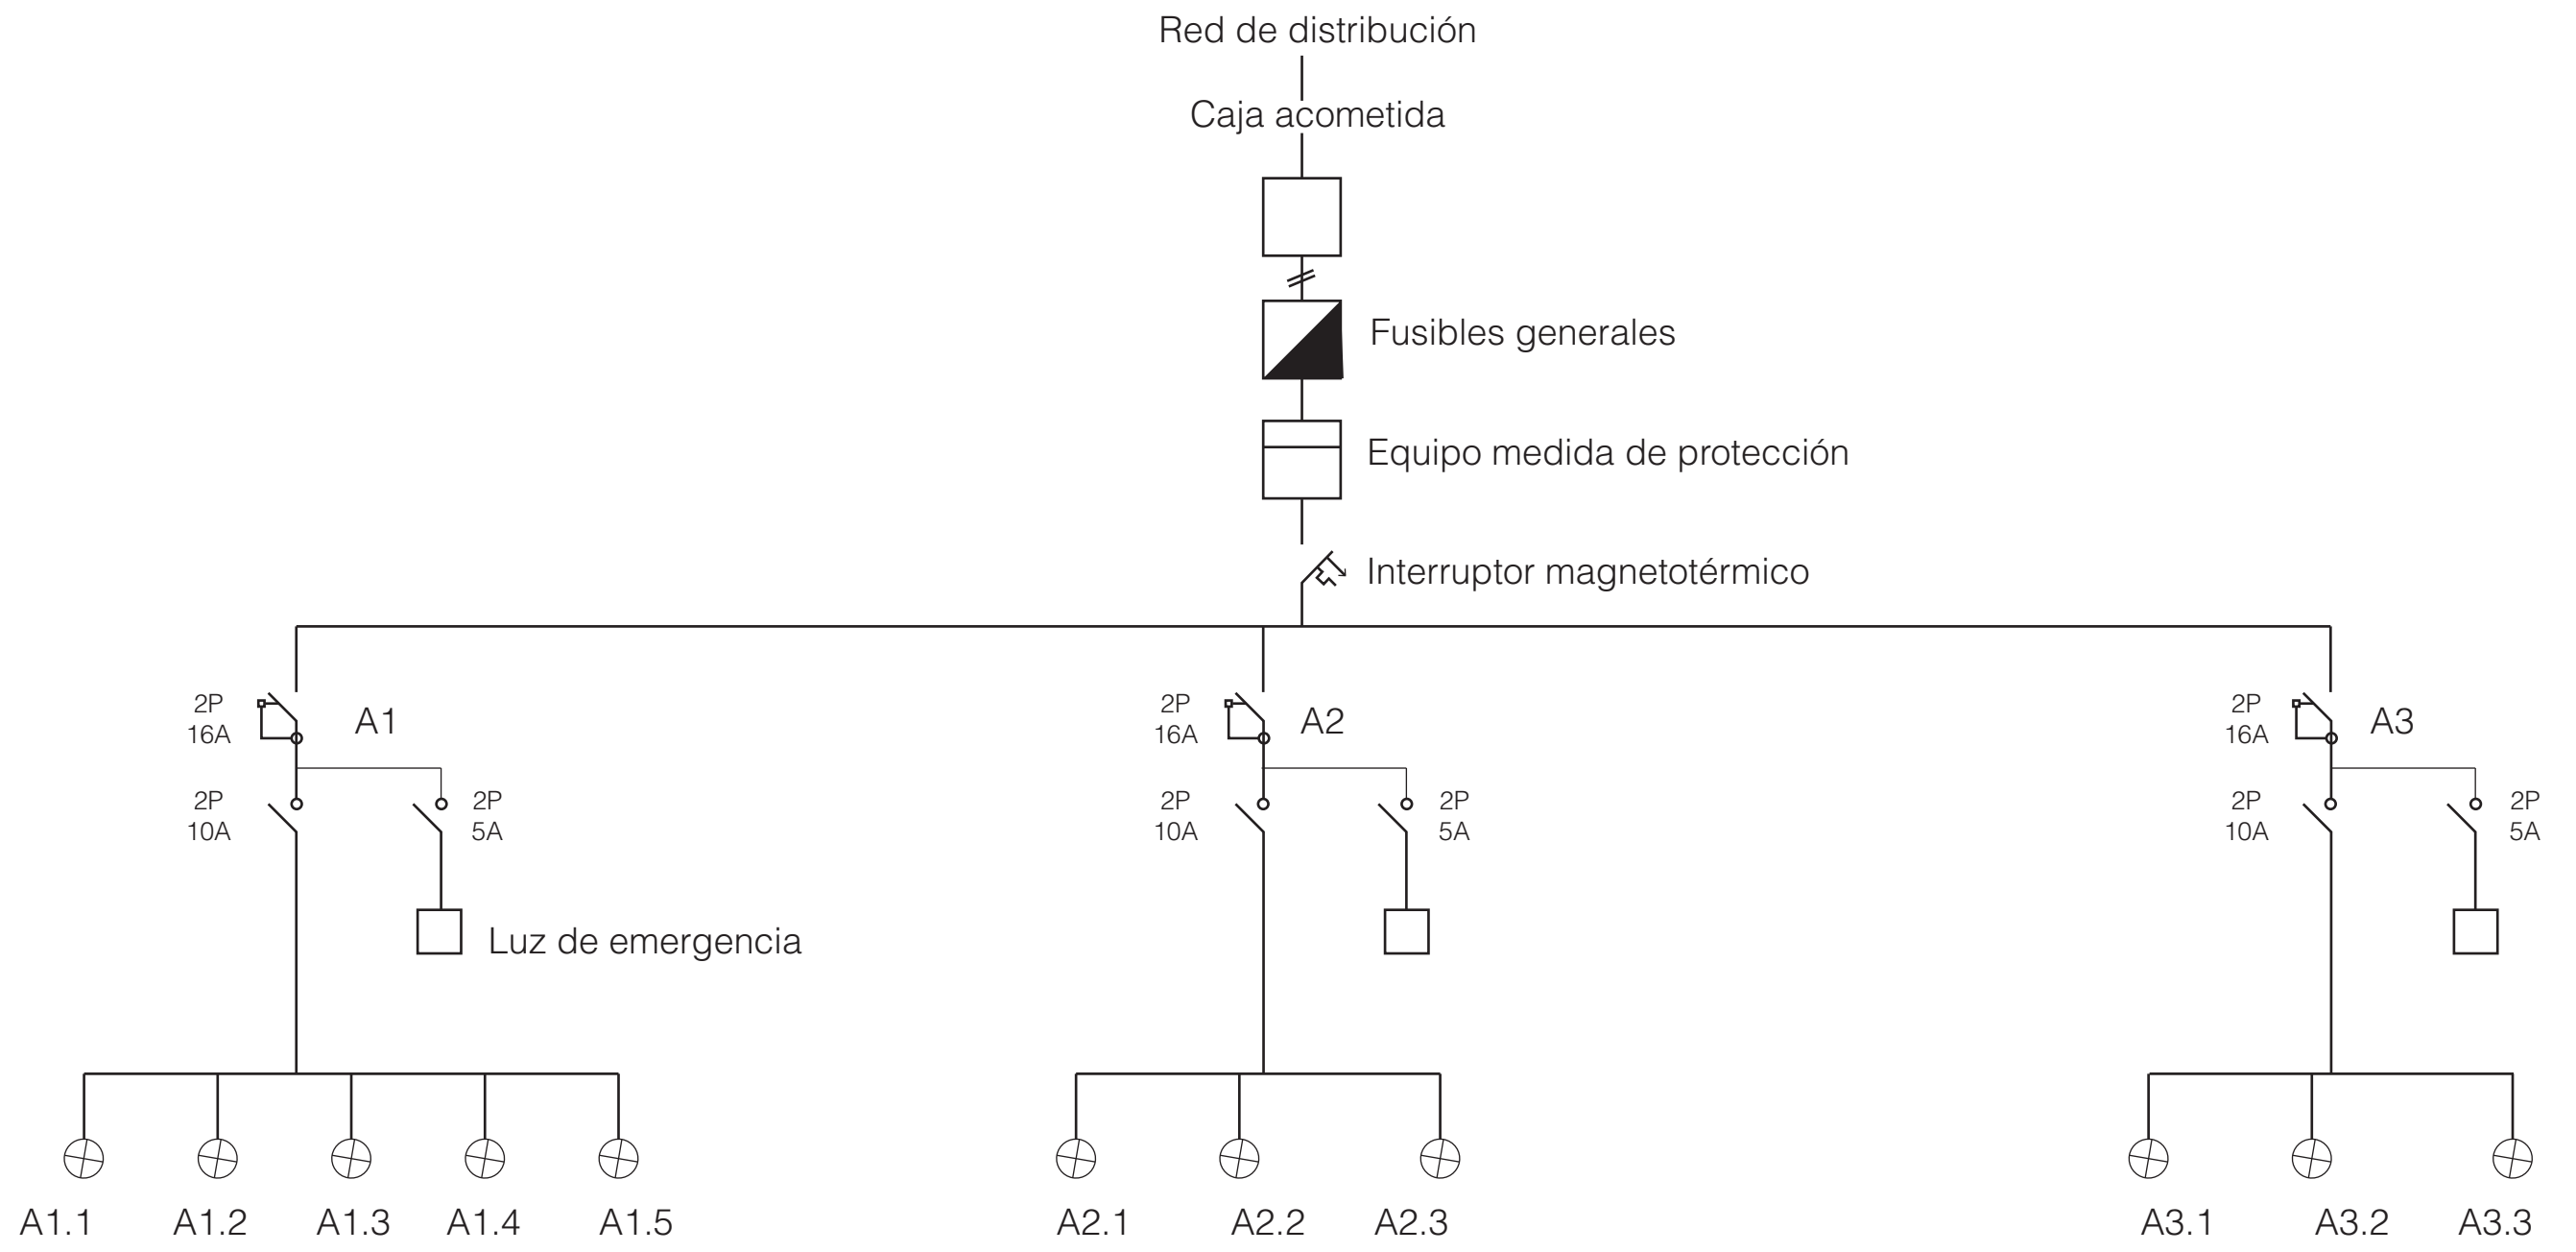 Red de distribución
Caja acometida
Fusibles generales
Equipo medida de protección
Interruptor magnetotérmico
2P
16A
A1
2P
16A
A2
2P
16A
A3
2P
10A
2P
5A
2P
10A
2P
5A
2P
10A
2P
5A
Luz de emergencia
A1.1
A1.2
A1.3
A1.4
A1.5
A2.1
A2.2
A2.3
A3.1
A3.2
A3.3